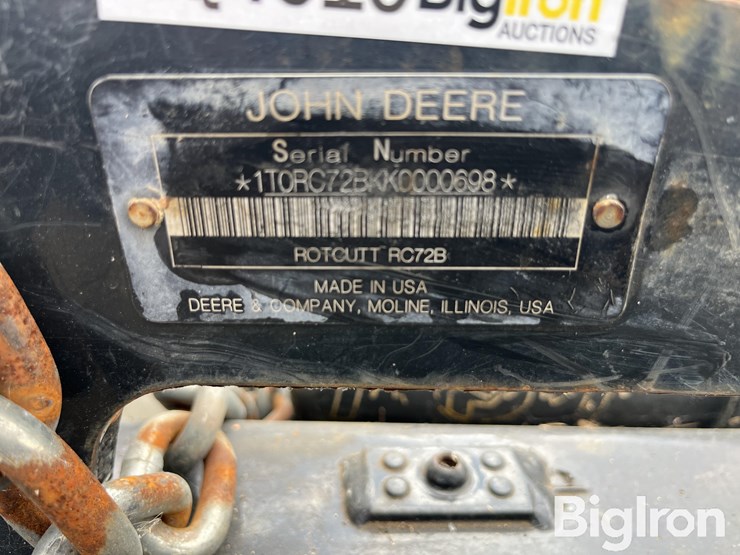 BigIron
AUCTIONS
JOHN DEERE
Serial Number
*1T0RC72BKK0000698*
ROTCUTT RC72B
MADE IN USA
DEERE & COMPANY, MOLINE, ILLINOIS, USA
BigIron